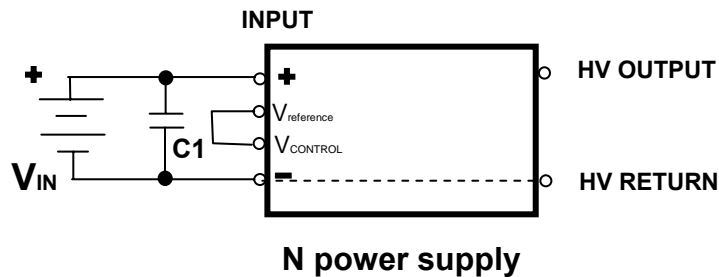 INPUT
+ + HV OUTPUT
Vreference
C1 VCONTROL
VIN - HV RETURN
N power supply